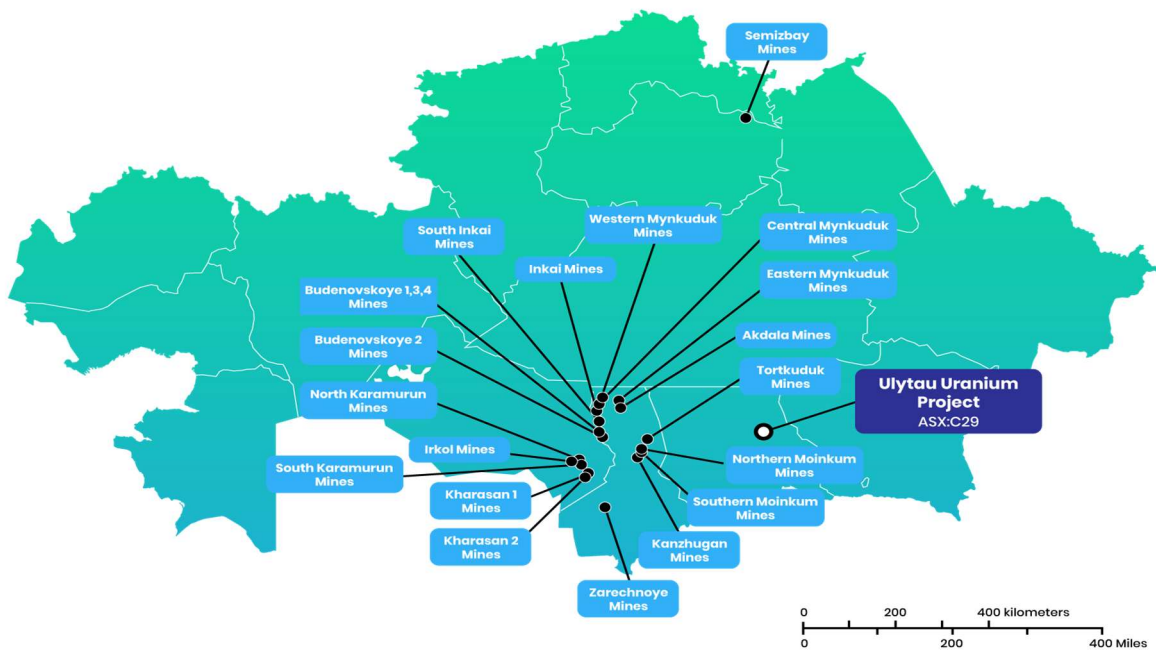 Semizbay
Mines
Western Mynkuduk
Mines
Central Mynkuduk
Mines
South Inkai
Mines
Inkai Mines
Eastern Mynkuduk
Mines
Budenovskoye 1,3,4
Mines
Akdala Mines
Budenovskoye 2
Mines
Tortkuduk
Mines
Ulytau Uranium
Project
ASX:C29
North Karamurun
Mines
Irkol Mines
Northern Moinkum
Mines
South Karamurun
Mines
Kharasan 1
Mines
Southern Moinkum
Mines
Kharasan 2
Mines
Kanzhugan
Mines
Zarechnoye
Mines
0 200 400 kilometers
0 200 400 Miles